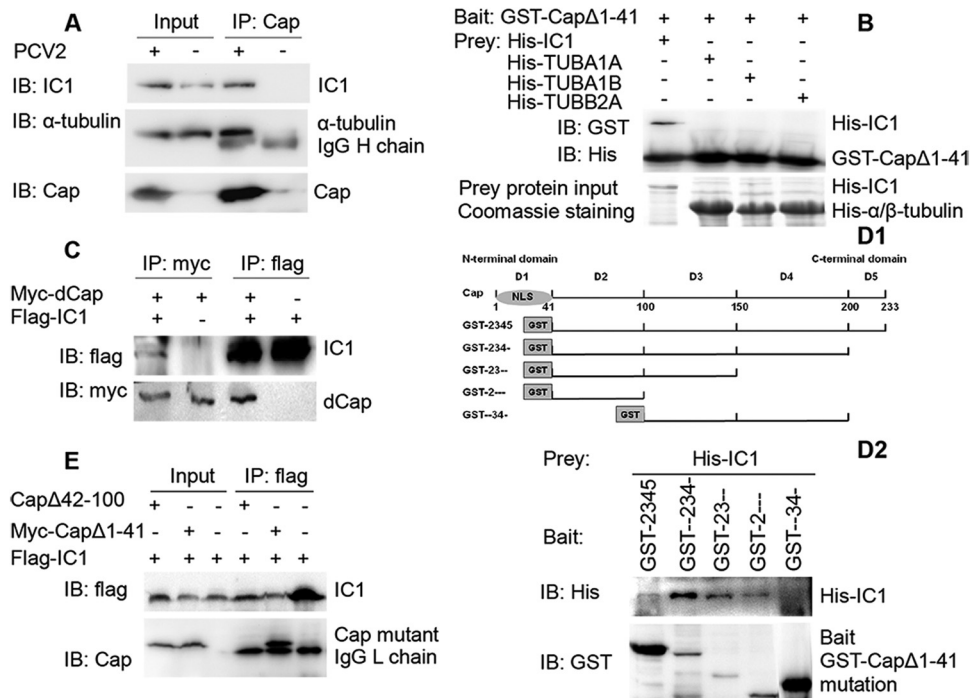 A
Input IP: Cap
PCV2 + - + -
IB: IC1 IC1
IB: α-tubulin α-tubulin
IgG H chain
IB: Cap Cap
B
Bait: GST-CapΔ1-41 + + + +
Prey: His-IC1 + - - -
His-TUBA1A - + - -
His-TUBA1B - - + -
His-TUBB2A - - - +
IB: GST His-IC1
IB: His GST-CapΔ1-41
Prey protein input His-IC1
Coomassie staining His-α/β-tubulin
C
IP: myc IP: flag
Myc-dCap + + + -
Flag-IC1 + - + +
IB: flag IC1
IB: myc dCap
D1
N-terminal domain C-terminal domain
D1 D2 D3 D4 D5
Cap NLS
1 41 100 150 200 233
GST-2345 GST
GST-234- GST
GST-23-- GST
GST-2--- GST
GST--34- GST
E
Input IP: flag
CapΔ42-100 + - - + - -
Myc-CapΔ1-41 - + - - + -
Flag-IC1 + + + + + +
IB: flag IC1
IB: Cap Cap mutant
IgG L chain
D2
Prey: His-IC1
Bait: GST-2345 GST--234- GST-23-- GST-2--- GST--34-
IB: His His-IC1
IB: GST Bait
GST-CapΔ1-41
mutation